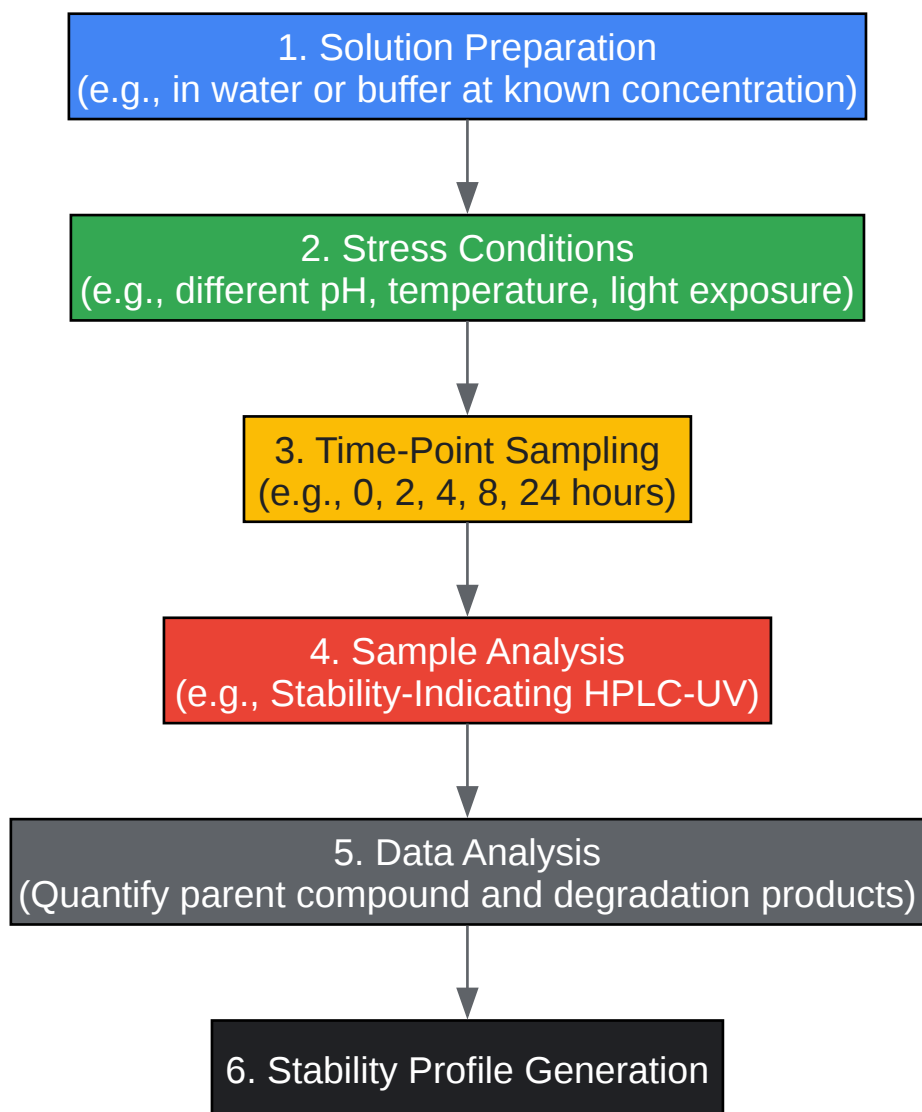 1. Solution Preparation
(e.g., in water or buffer at known concentration)
2. Stress Conditions
(e.g., different pH, temperature, light exposure)
3. Time-Point Sampling
(e.g., 0, 2, 4, 8, 24 hours)
4. Sample Analysis
(e.g., Stability-Indicating HPLC-UV)
5. Data Analysis
(Quantify parent compound and degradation products)
6. Stability Profile Generation